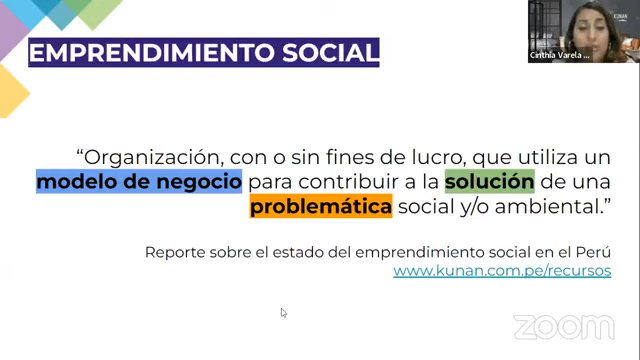 KUNAN
Cinthia Varela ...
EMPRENDIMIENTO SOCIAL
“Organización, con o sin fines de lucro, que utiliza un
modelo de negocio para contribuir a la solución de una
problemática social y/o ambiental.”
Reporte sobre el estado del emprendimiento social en el Perú
www.kunan.com.pe/recursos
zoom